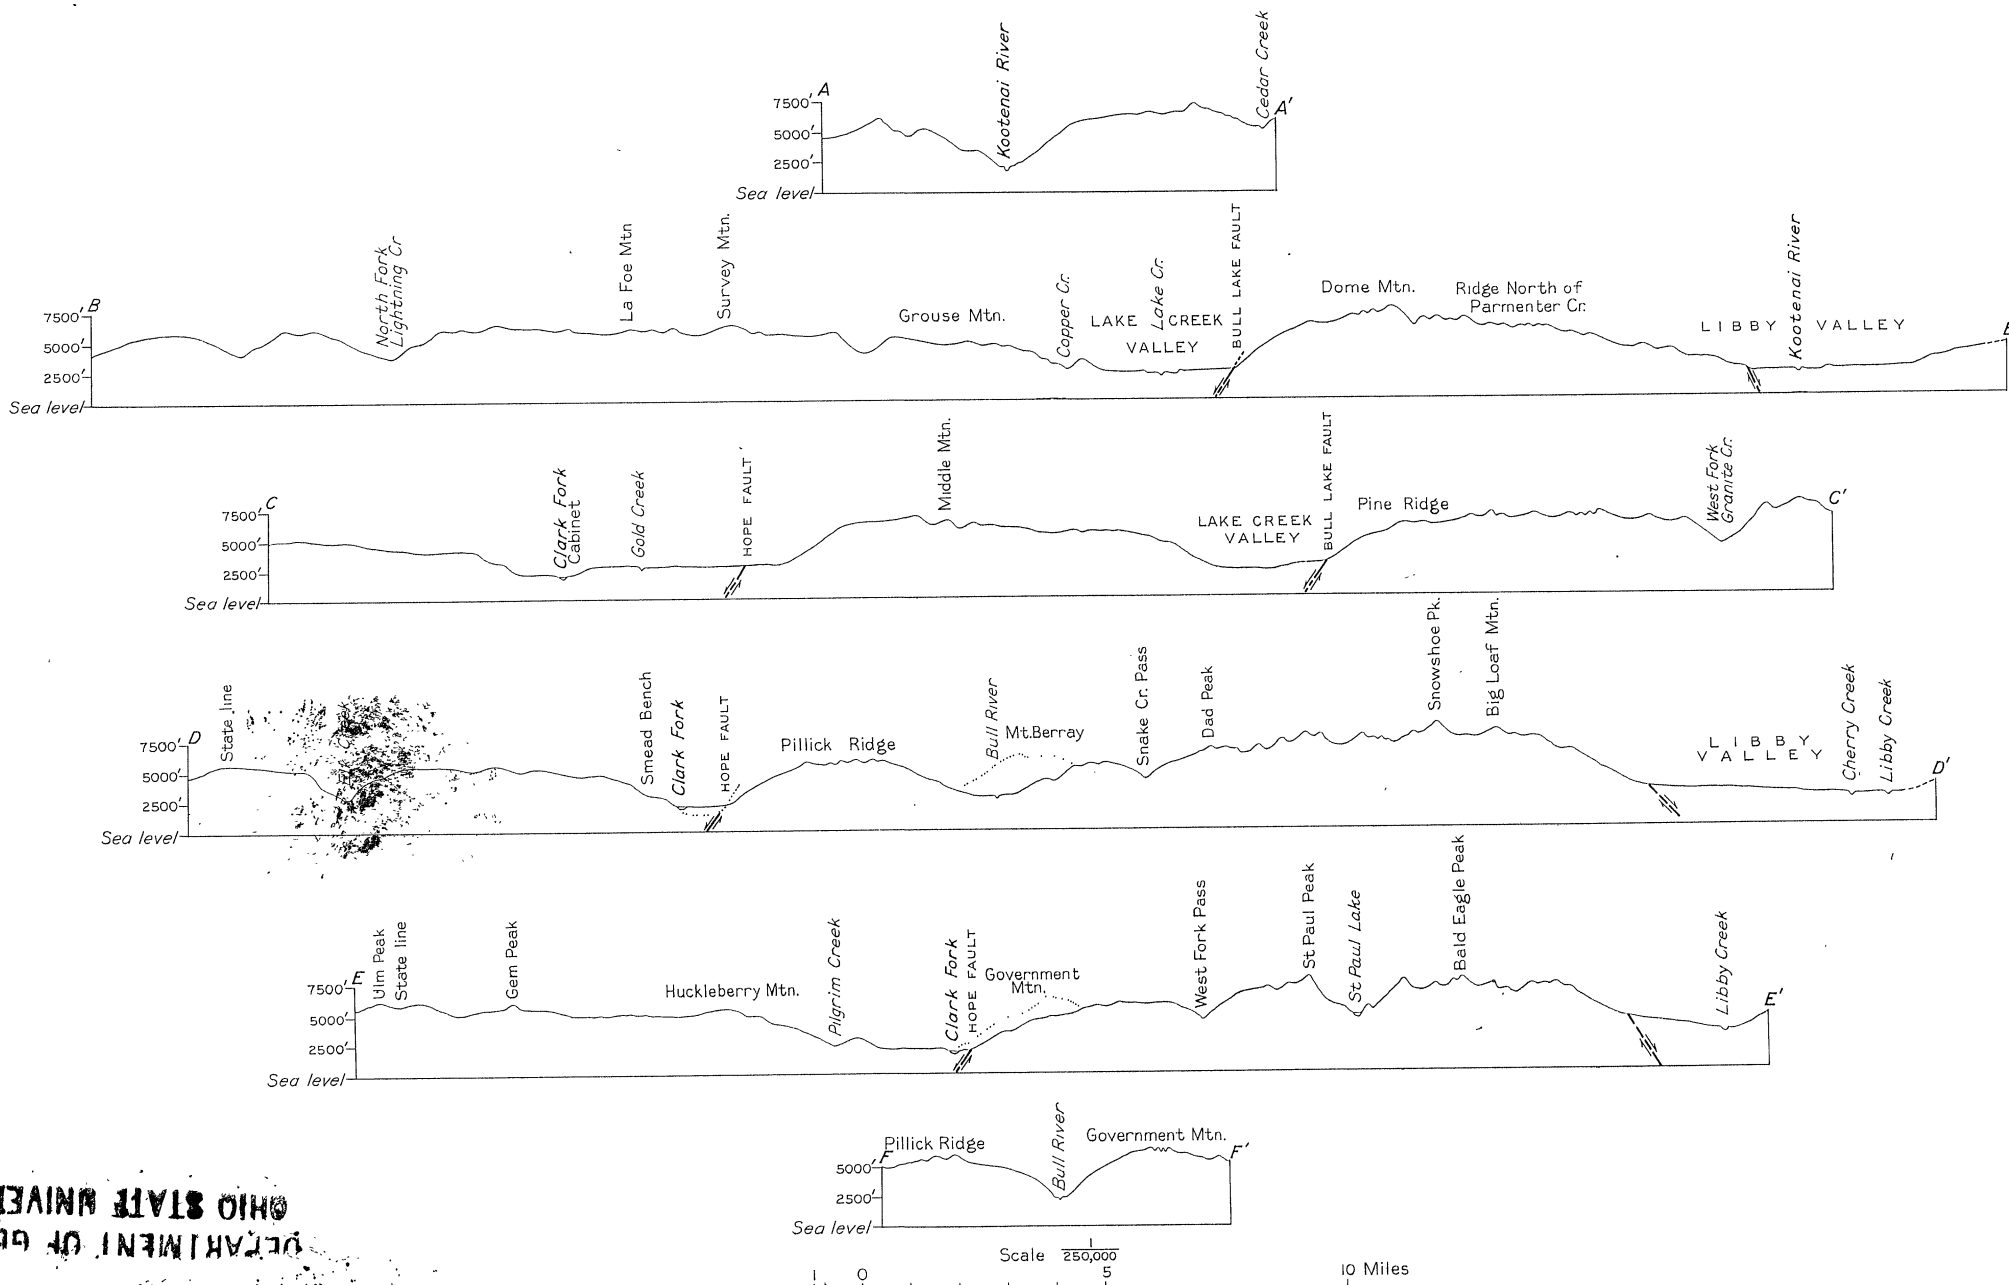 A
Kootenai River
Cedar Creek
A'
7500'
5000'
2500'
Sea level
B
North Fork
Lightning Cr
La Foe Mtn
Survey Mtn.
Grouse Mtn.
Copper Cr.
Lake Cr.
LAKE CREEK
VALLEY
BULL LAKE FAULT
Dome Mtn.
Ridge North of
Parmenter Cr.
LIBBY VALLEY
Kootenai River
7500'
5000'
2500'
Sea level
C
Clark Fork
Cabinet
Gold Creek
HOPE FAULT
Middle Mtn.
LAKE CREEK
VALLEY
BULL LAKE FAULT
Pine Ridge
West Fork
Granite Cr.
C'
7500'
5000'
2500'
Sea level
D
State line
Smead Bench
Clark Fork
HOPE FAULT
Pillick Ridge
Bull River
Mt. Berray
Snake Cr. Pass
Dad Peak
Snowshoe Pk.
Big Loaf Mtn.
LIBBY
VALLEY
Cherry Creek
Libby Creek
D'
7500'
5000'
2500'
Sea level
E
Ulm Peak
State line
Gem Peak
Huckleberry Mtn.
Pilgrim Creek
Clark Fork
HOPE FAULT
Government
Mtn.
West Fork Pass
St Paul Peak
St Paul Lake
Bald Eagle Peak
Libby Creek
E'
7500'
5000'
2500'
Sea level
Pillick Ridge
F
Bull River
Government Mtn.
F'
5000'
2500'
Sea level
Scale 1/250,000
1 0 5 10 Miles
DEPARTMENT OF
OHIO STATE